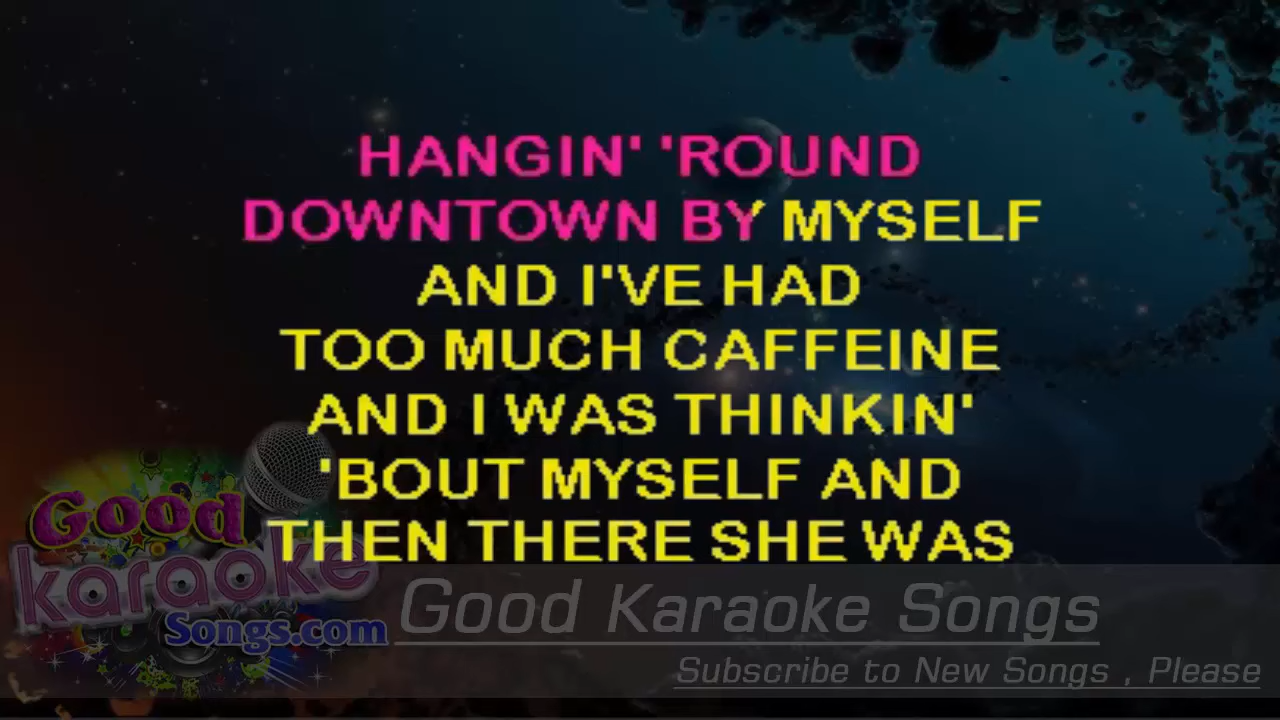 HANGIN' 'ROUND
DOWNTOWN BY MYSELF
AND I'VE HAD
TOO MUCH CAFFEINE
AND I WAS THINKIN'
'BOUT MYSELF AND
THEN THERE SHE WAS
Good
karaoke
Songs.com
Good Karaoke Songs
Subscribe to New Songs , Please